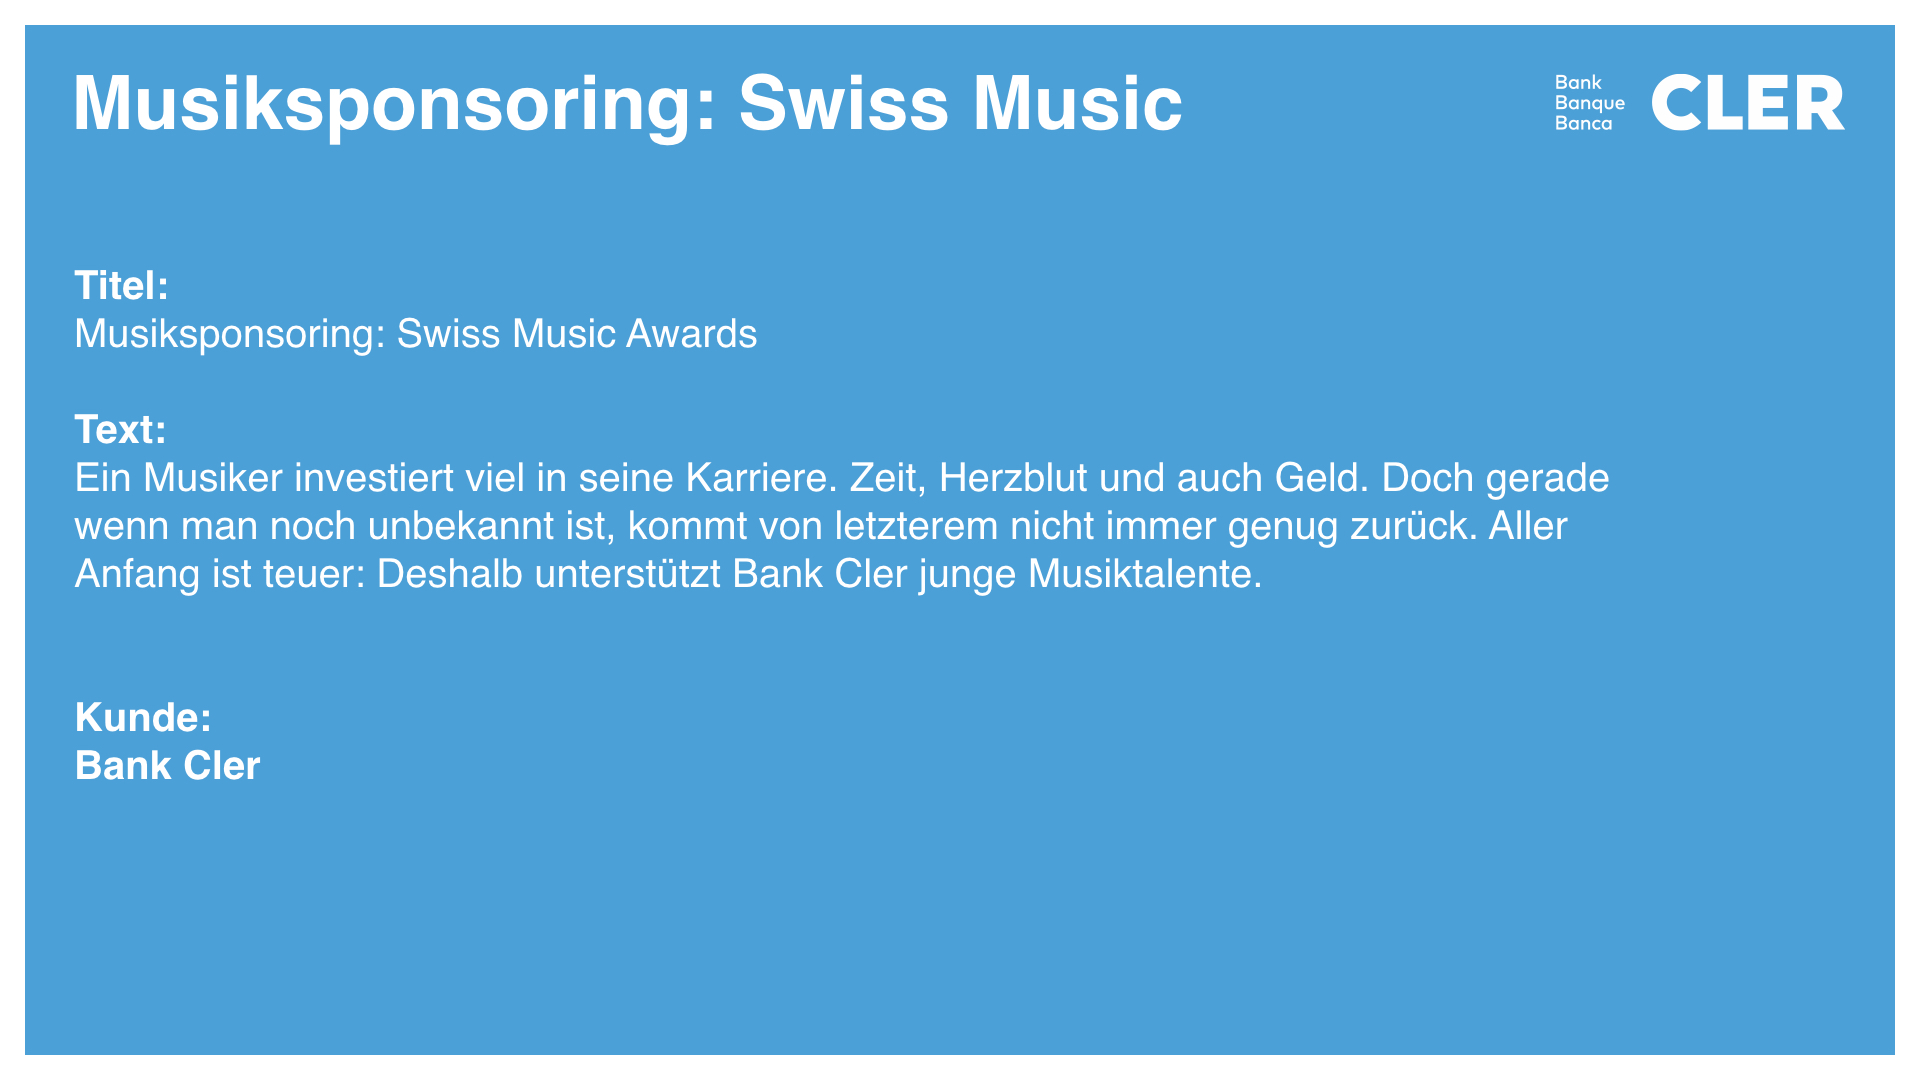 Musiksponsoring: Swiss Music
Bank
Banque
Banca
CLER
Titel:
Musiksponsoring: Swiss Music Awards
Text:
Ein Musiker investiert viel in seine Karriere. Zeit, Herzblut und auch Geld. Doch gerade
wenn man noch unbekannt ist, kommt von letzterem nicht immer genug zurück. Aller
Anfang ist teuer: Deshalb unterstützt Bank Cler junge Musiktalente.
Kunde:
Bank Cler